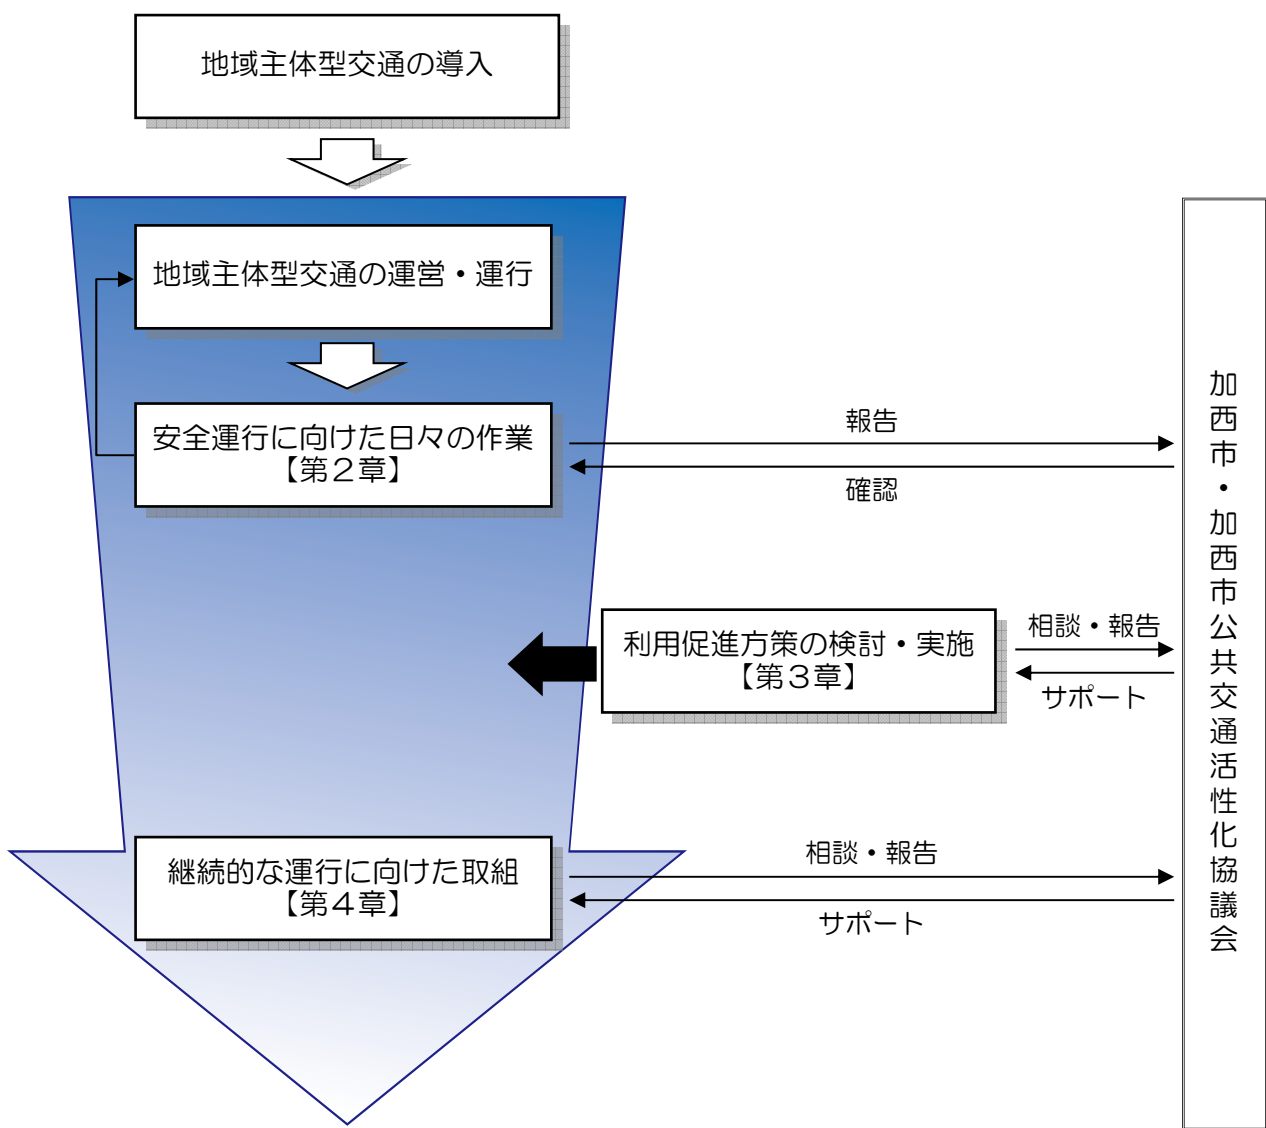 地域主体型交通の導入
地域主体型交通の運営・運行
安全運行に向けた日々の作業
【第２章】
報告
確認
利用促進方策の検討・実施
【第３章】
相談・報告
サポート
継続的な運行に向けた取組
【第４章】
相談・報告
サポート
加西市・加西市公共交通活性化協議会